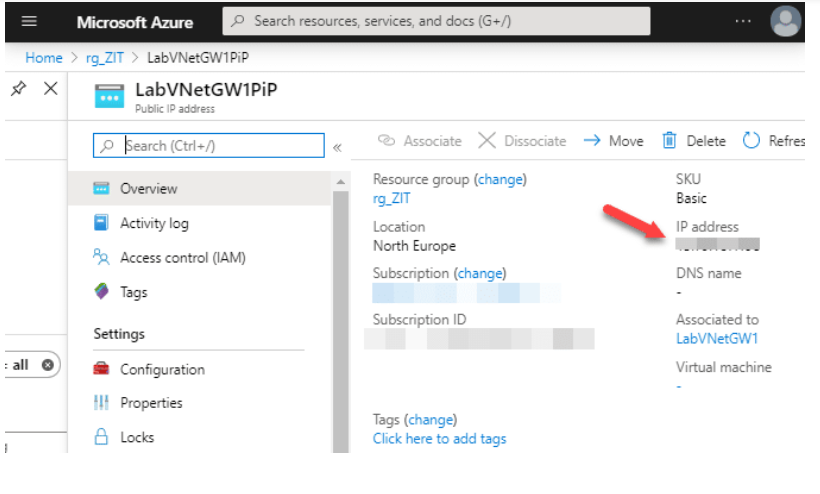 Microsoft Azure
Search resources, services, and docs (G+/)
...
Home > rg_ZIT > LabVNetGW1PiP
LabVNetGW1PiP
Public IP address
Search (Ctrl+/)
«
Associate
Dissociate
Move
Delete
Refres
Overview
Activity log
Access control (IAM)
Tags
Settings
Configuration
Properties
Locks
: all
Resource group (change)
rg_ZIT
Location
North Europe
Subscription (change)
Subscription ID
Tags (change)
Click here to add tags
SKU
Basic
IP address
DNS name
-
Associated to
LabVNetGW1
Virtual machine
-